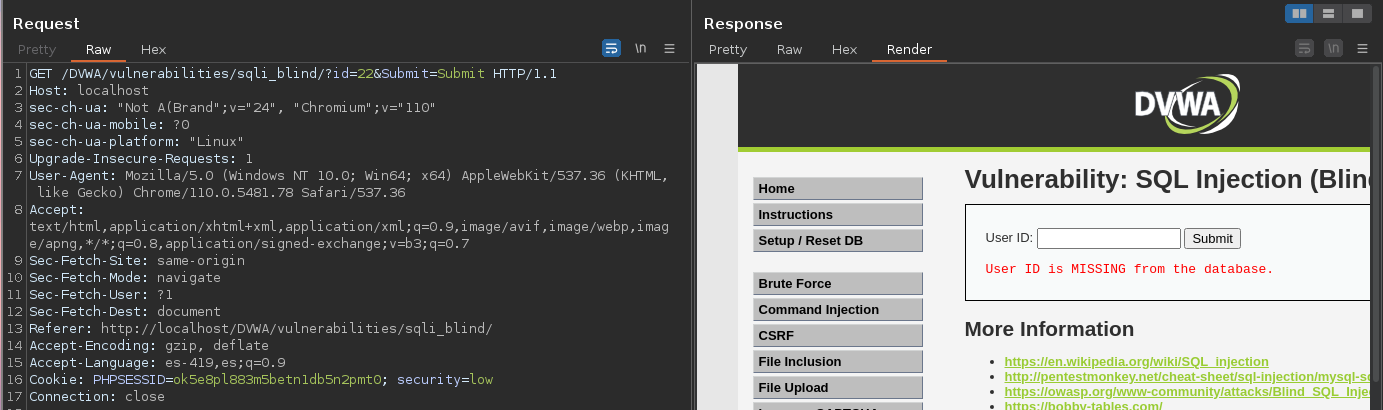 Request
Pretty Raw Hex
\n
1 GET /DVWA/vulnerabilities/sqli_blind/?id=22&Submit=Submit HTTP/1.1
2 Host: localhost
3 sec-ch-ua: "Not A(Brand";v="24", "Chromium";v="110"
4 sec-ch-ua-mobile: ?0
5 sec-ch-ua-platform: "Linux"
6 Upgrade-Insecure-Requests: 1
7 User-Agent: Mozilla/5.0 (Windows NT 10.0; Win64; x64) AppleWebKit/537.36 (KHTML,
like Gecko) Chrome/110.0.5481.78 Safari/537.36
8 Accept:
text/html,application/xhtml+xml,application/xml;q=0.9,image/avif,image/webp,imag
e/apng,*/*;q=0.8,application/signed-exchange;v=b3;q=0.7
9 Sec-Fetch-Site: same-origin
10 Sec-Fetch-Mode: navigate
11 Sec-Fetch-User: ?1
12 Sec-Fetch-Dest: document
13 Referer: http://localhost/DVWA/vulnerabilities/sqli_blind/
14 Accept-Encoding: gzip, deflate
15 Accept-Language: es-419,es;q=0.9
16 Cookie: PHPSESSID=ok5e8pl883m5betn1db5n2pmt0; security=low
17 Connection: close
Response
Pretty Raw Hex Render
\n
DVWA
Home
Instructions
Setup / Reset DB
Brute Force
Command Injection
CSRF
File Inclusion
File Upload
Vulnerability: SQL Injection (Blin
User ID: Submit
User ID is MISSING from the database.
More Information
https://en.wikipedia.org/wiki/SQL_injection
http://pentestmonkey.net/cheat-sheet/sql-injection/mysql-sc
https://owasp.org/www-community/attacks/Blind_SQL_Inje
https://bobby-tables.com/